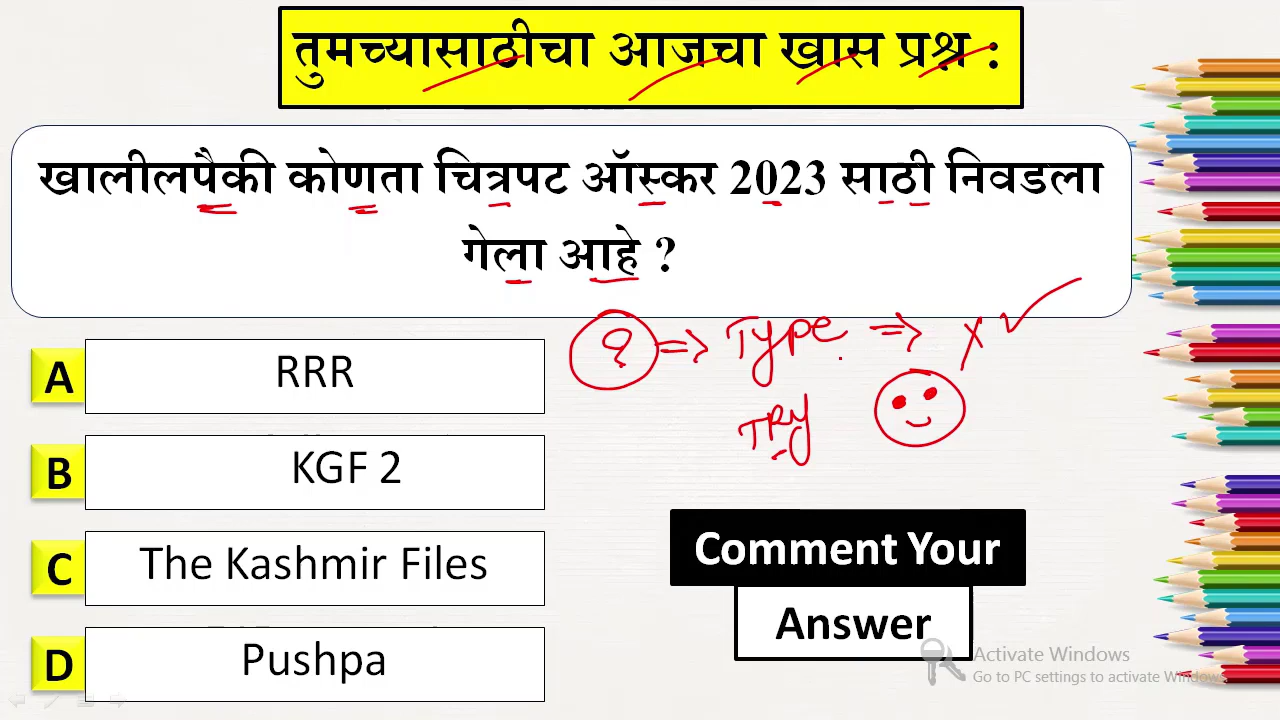 तुमच्यासाठीचा आजचा खास प्रश्न :
खालीलपैकी कोणता चित्रपट ऑस्कर 2023 साठी निवडला
गेला आहे ?
? => Type => X ✓
TRY
A RRR
B KGF 2
C The Kashmir Files
D Pushpa
Comment Your
Answer
Activate Windows
Go to PC settings to activate Windows.